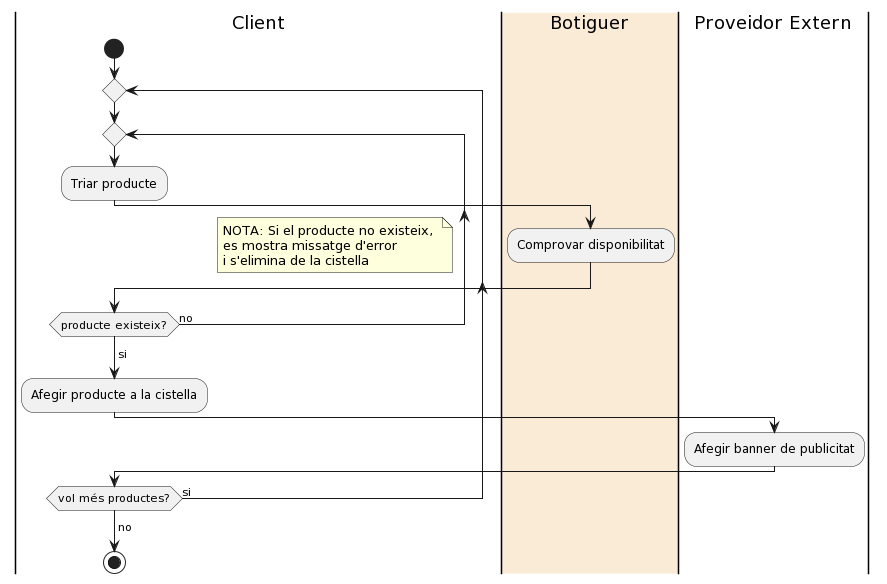 Client
Botiguer
Proveidor Extern
Triar producte
NOTA: Si el producte no existeix,
es mostra missatge d'error
i s'elimina de la cistella
Comprovar disponibilitat
producte existeix?
no
si
Afegir producte a la cistella
Afegir banner de publicitat
vol més productes?
si
no